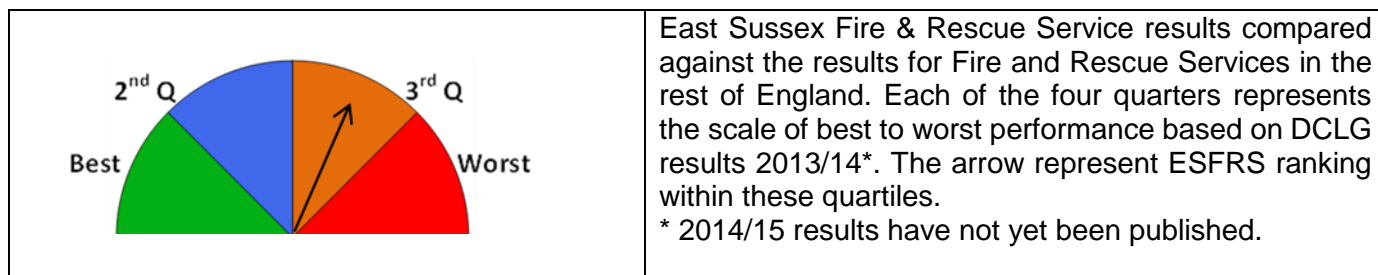 2nd Q
3rd Q
Best
Worst
East Sussex Fire & Rescue Service results compared
against the results for Fire and Rescue Services in the
rest of England. Each of the four quarters represents
the scale of best to worst performance based on DCLG
results 2013/14*. The arrow represent ESFRS ranking
within these quartiles.
* 2014/15 results have not yet been published.